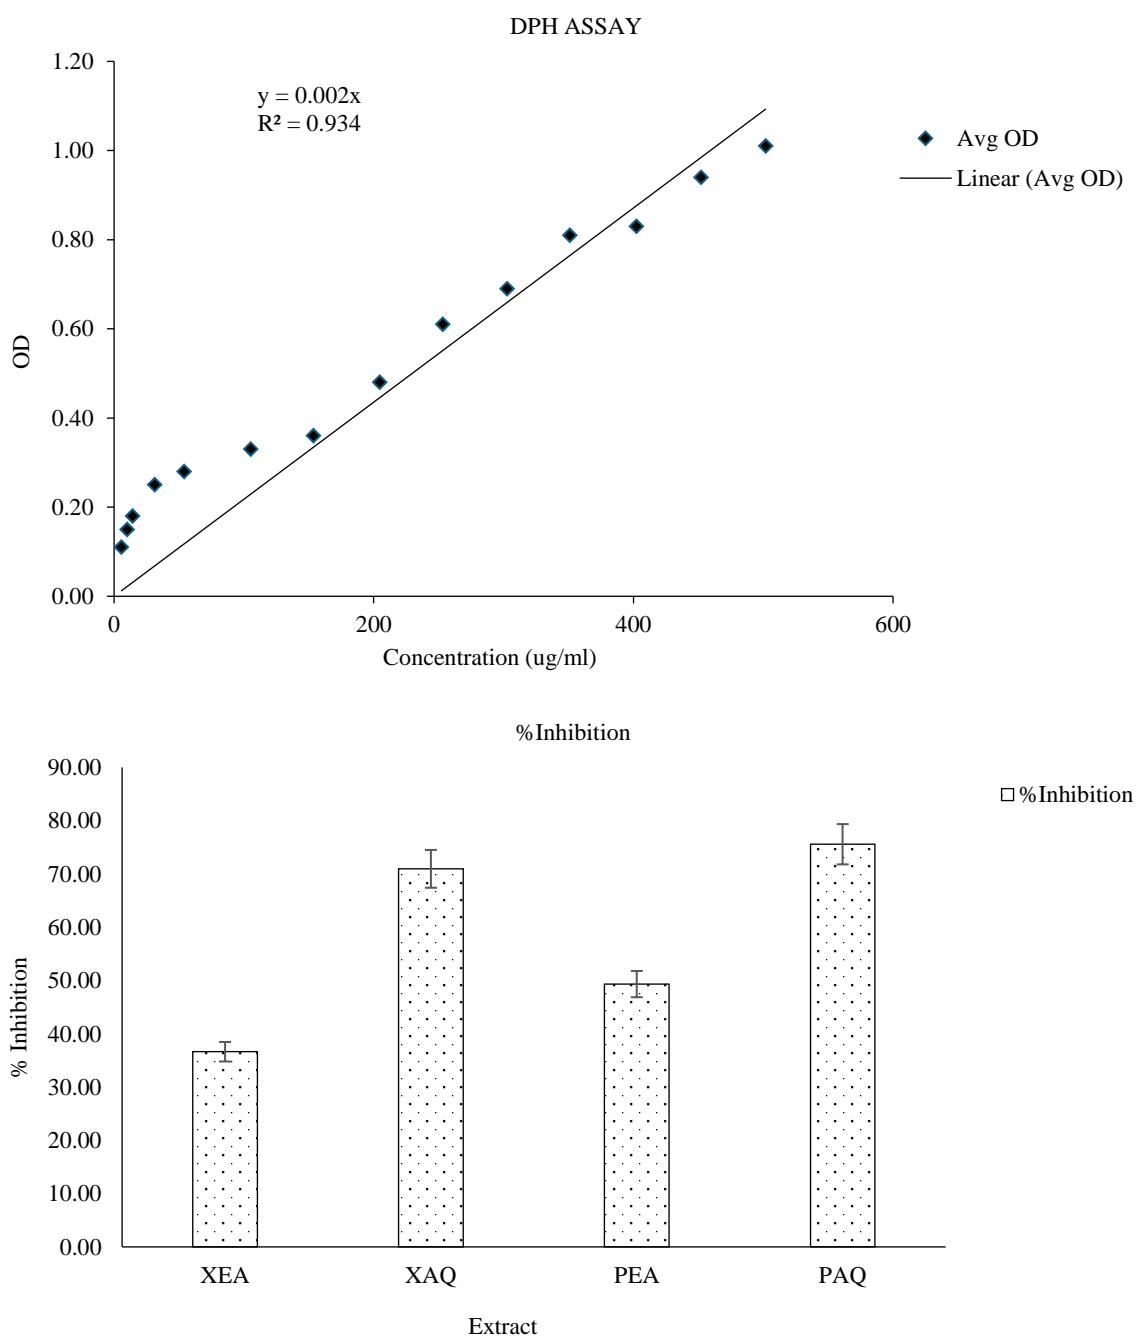 DPH ASSAY
1.20
1.00
0.80
0.60
0.40
0.20
0.00
OD
y = 0.002x
R² = 0.934
Avg OD
Linear (Avg OD)
0 200 400 600
Concentration (ug/ml)
%Inhibition
90.00
80.00
70.00
60.00
50.00
40.00
30.00
20.00
10.00
0.00
% Inhibition
%Inhibition
XEA XAQ PEA PAQ
Extract